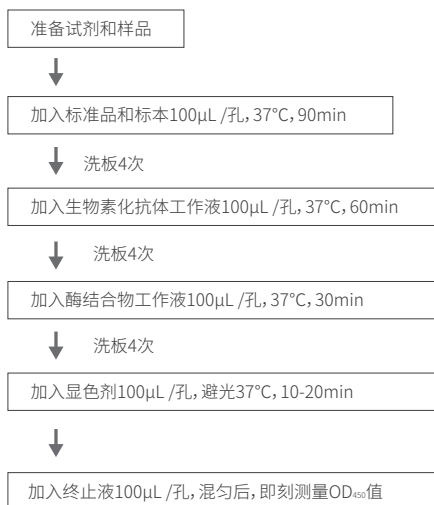 准备试剂和样品
加入标准品和标本100μL /孔，37°C，90min
洗板4次
加入生物素化抗体工作液100μL /孔，37°C，60min
洗板4次
加入酶结合物工作液100μL /孔，37°C，30min
洗板4次
加入显色剂100μL /孔，避光37°C，10-20min
加入终止液100μL /孔，混匀后，即刻测量OD₄₅₀值